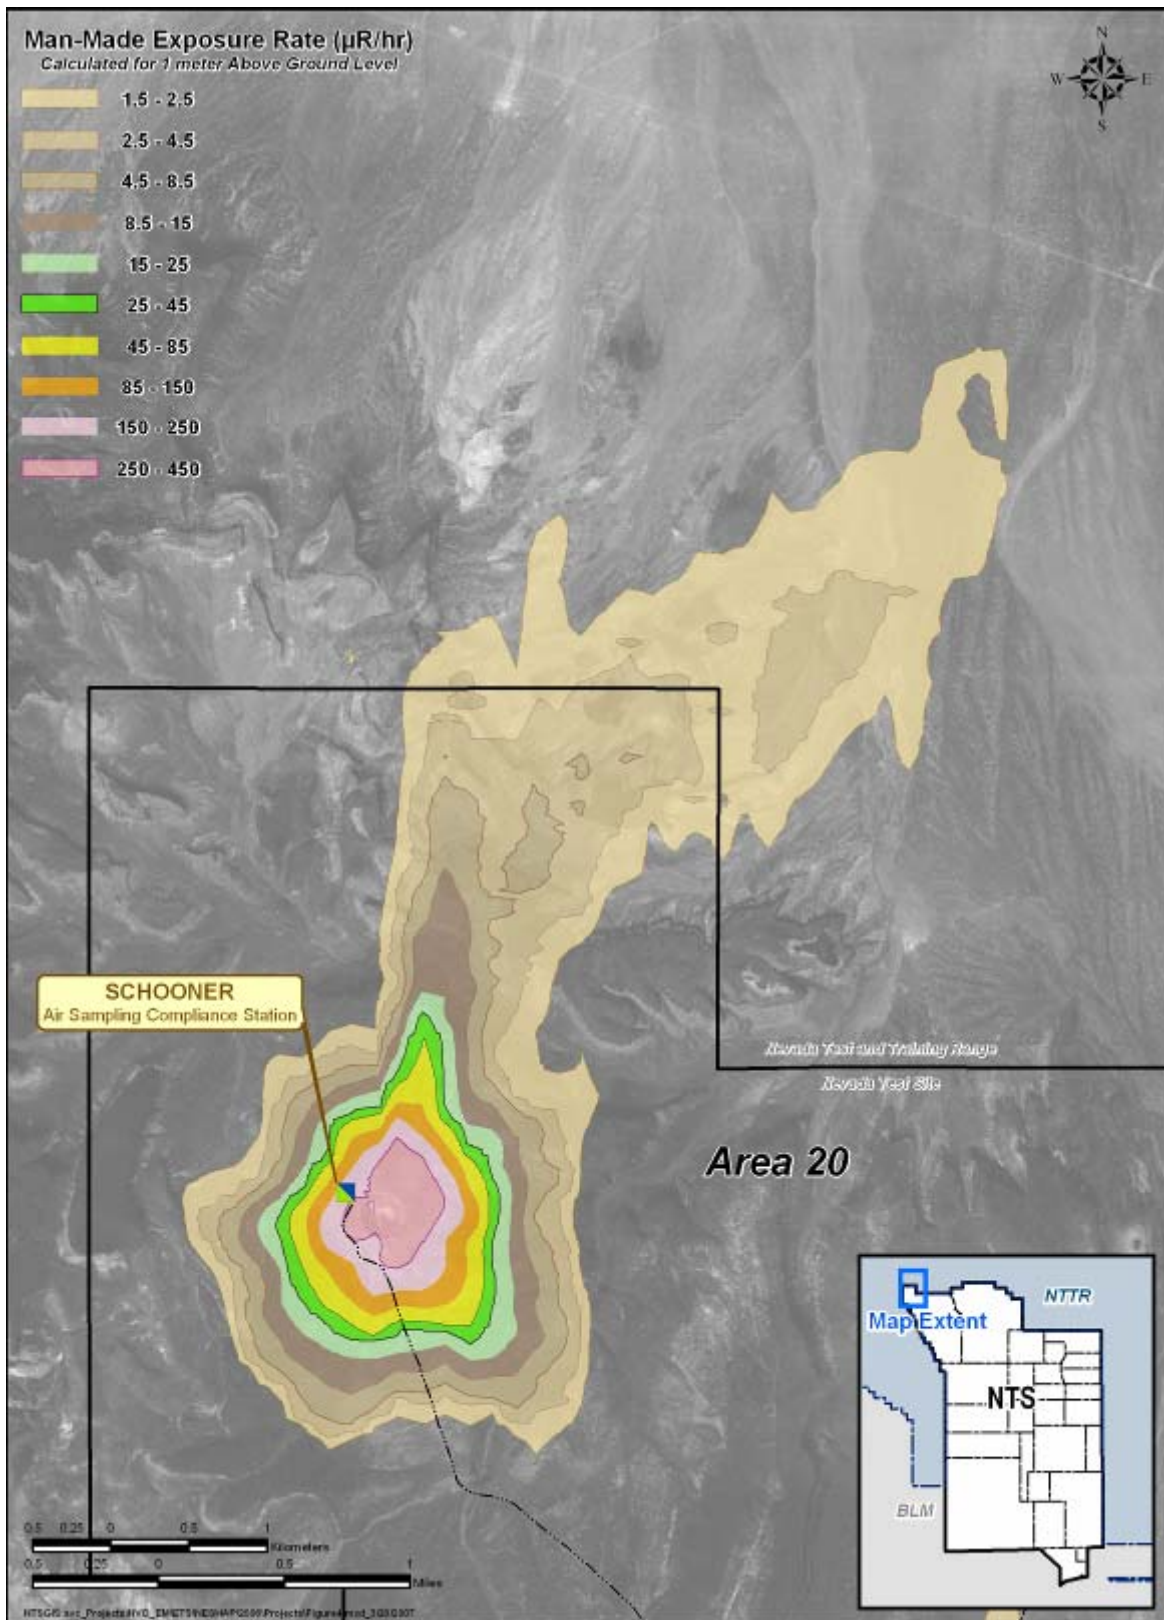 Man-Made Exposure Rate (µR/hr)
Calculated for 1 meter Above Ground Level
1.5 - 2.5
2.5 - 4.5
4.5 - 8.5
8.5 - 15
15 - 25
25 - 45
45 - 85
85 - 150
150 - 250
250 - 450
N
W E
S
SCHOONER
Air Sampling Compliance Station
Nevada Test and Training Range
Nevada Test Site
Area 20
NTTR
Map Extent
NTS
BLM
0.5 0.25 0 0.5 1
Kilometers
0.5 0.25 0 0.5 1
Miles